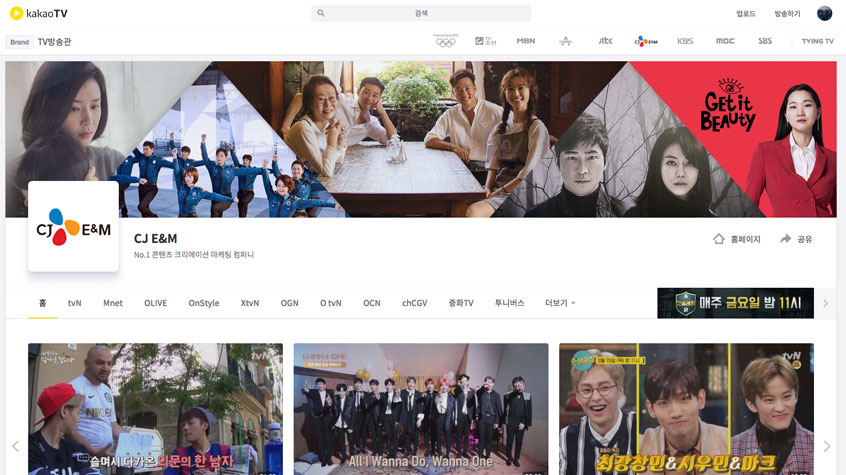 kakaoTV
검색
업로드
방송하기
Brand
TV방송관
TV조선
MBN
jtbc
CJ E&M
KBS
MBC
SBS
TVING TV
Get it
BEAUTY
CJ E&M
CJ E&M
홈페이지
공유
No.1 콘텐츠 크리에이션 마케팅 컴퍼니
홈
tvN
Mnet
OLIVE
OnStyle
XtvN
OGN
O tvN
OCN
chCGV
중화TV
투니버스
더보기
매주 금요일 밤 11시
tvN
슬며시 다가온 의문의 한 남자
WANNA ONE
All I Wanna Do, Wanna One
tvN
최강창민&시우민&마크